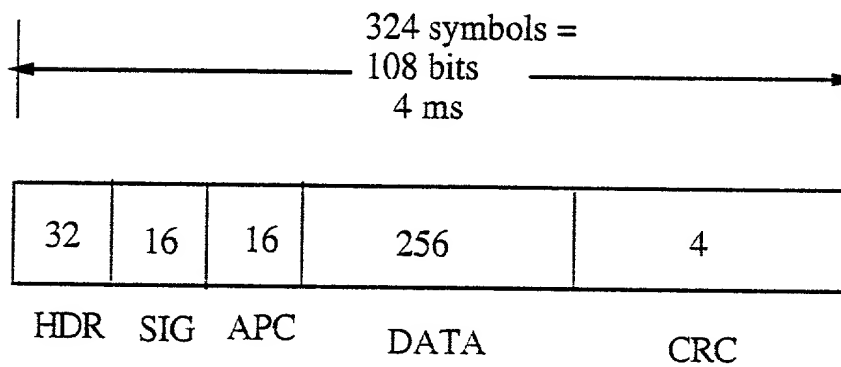 324 symbols =
108 bits
4 ms
32 16 16 256 4
HDR SIG APC DATA CRC